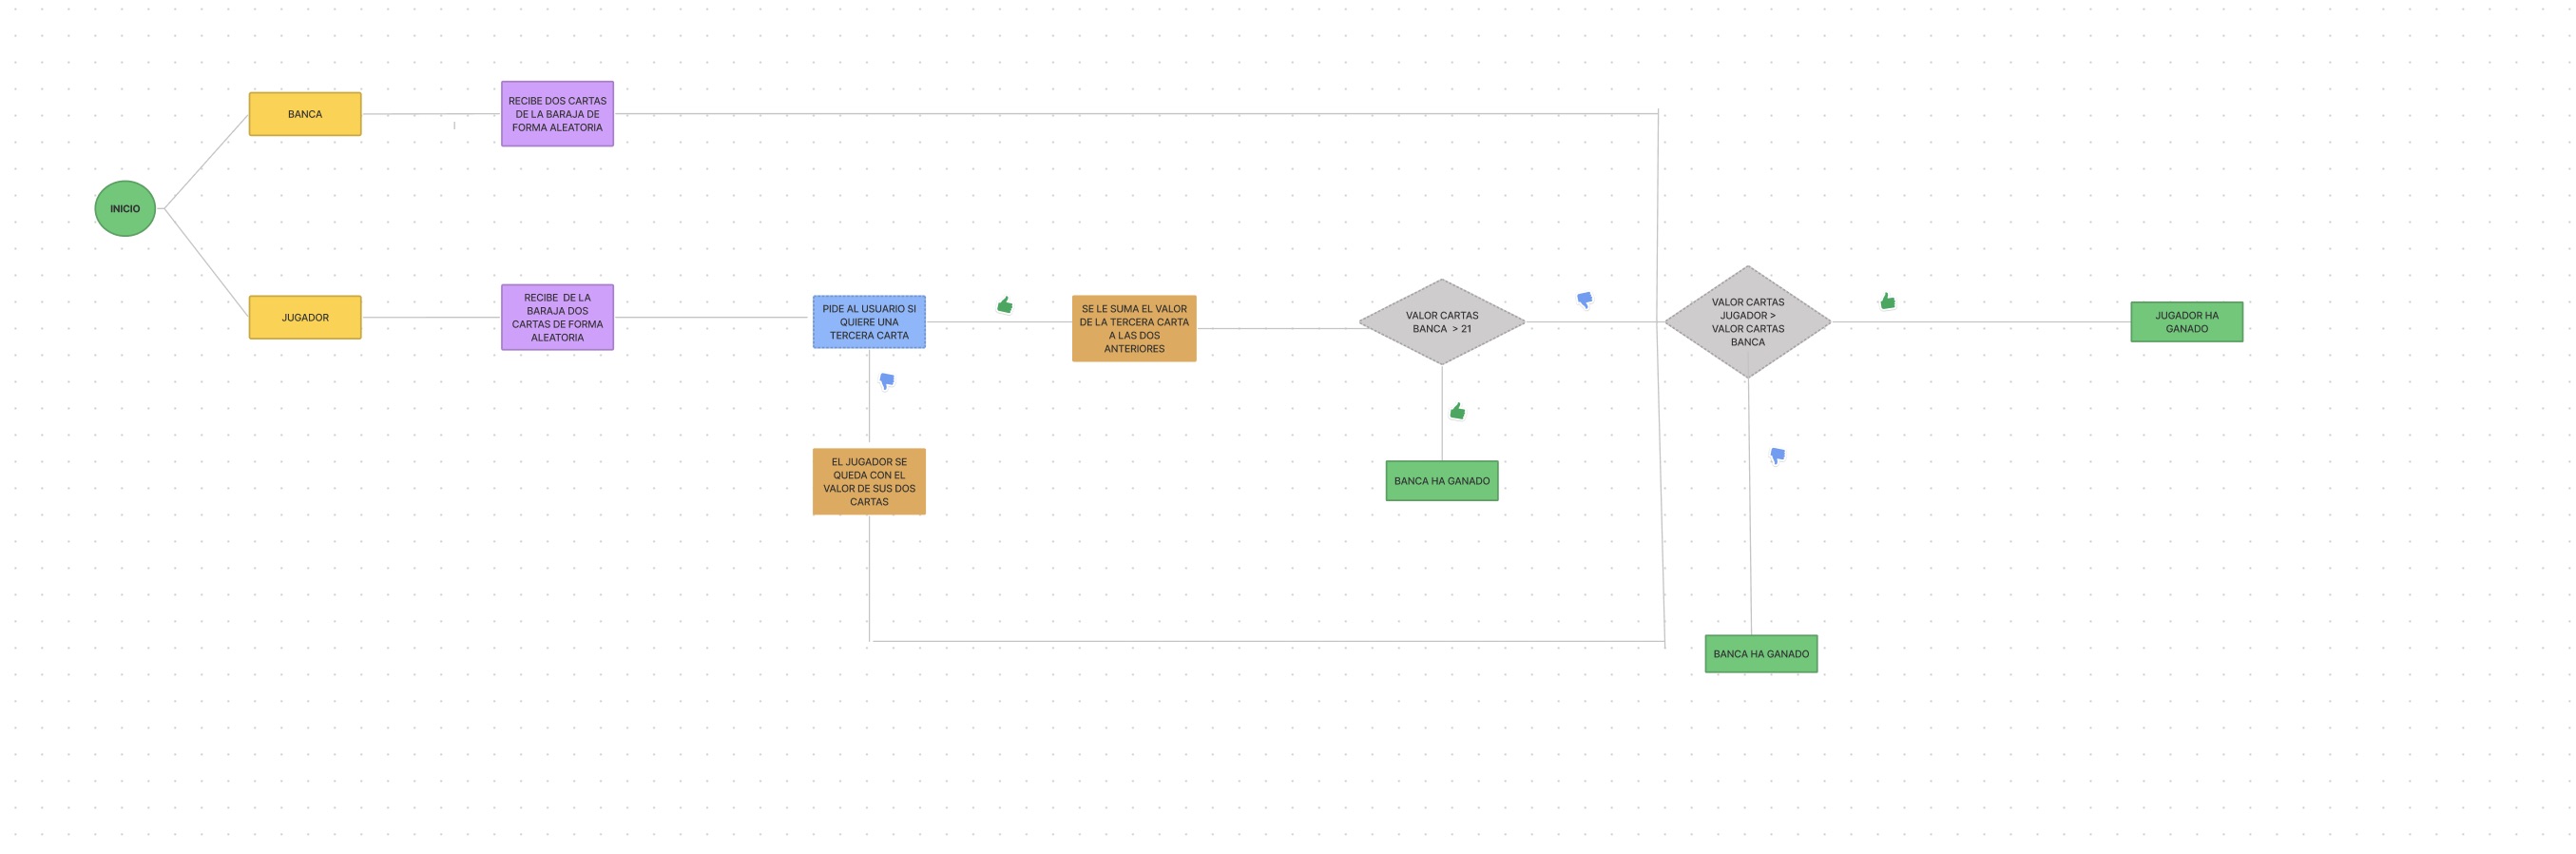 BANCA
RECIBE DOS CARTAS
DE LA BARAJA DE
FORMA ALEATORIA
INICIO
JUGADOR
RECIBE DE LA
BARAJA DOS
CARTAS DE FORMA
ALEATORIA
PIDE AL USUARIO SI
QUIERE UNA
TERCERA CARTA
SE LE SUMA EL VALOR
DE LA TERCERA CARTA
A LAS DOS
ANTERIORES
VALOR CARTAS
BANCA > 21
VALOR CARTAS
JUGADOR >
VALOR CARTAS
BANCA
JUGADOR HA
GANADO
EL JUGADOR SE
QUEDA CON EL
VALOR DE SUS DOS
CARTAS
BANCA HA GANADO
BANCA HA GANADO